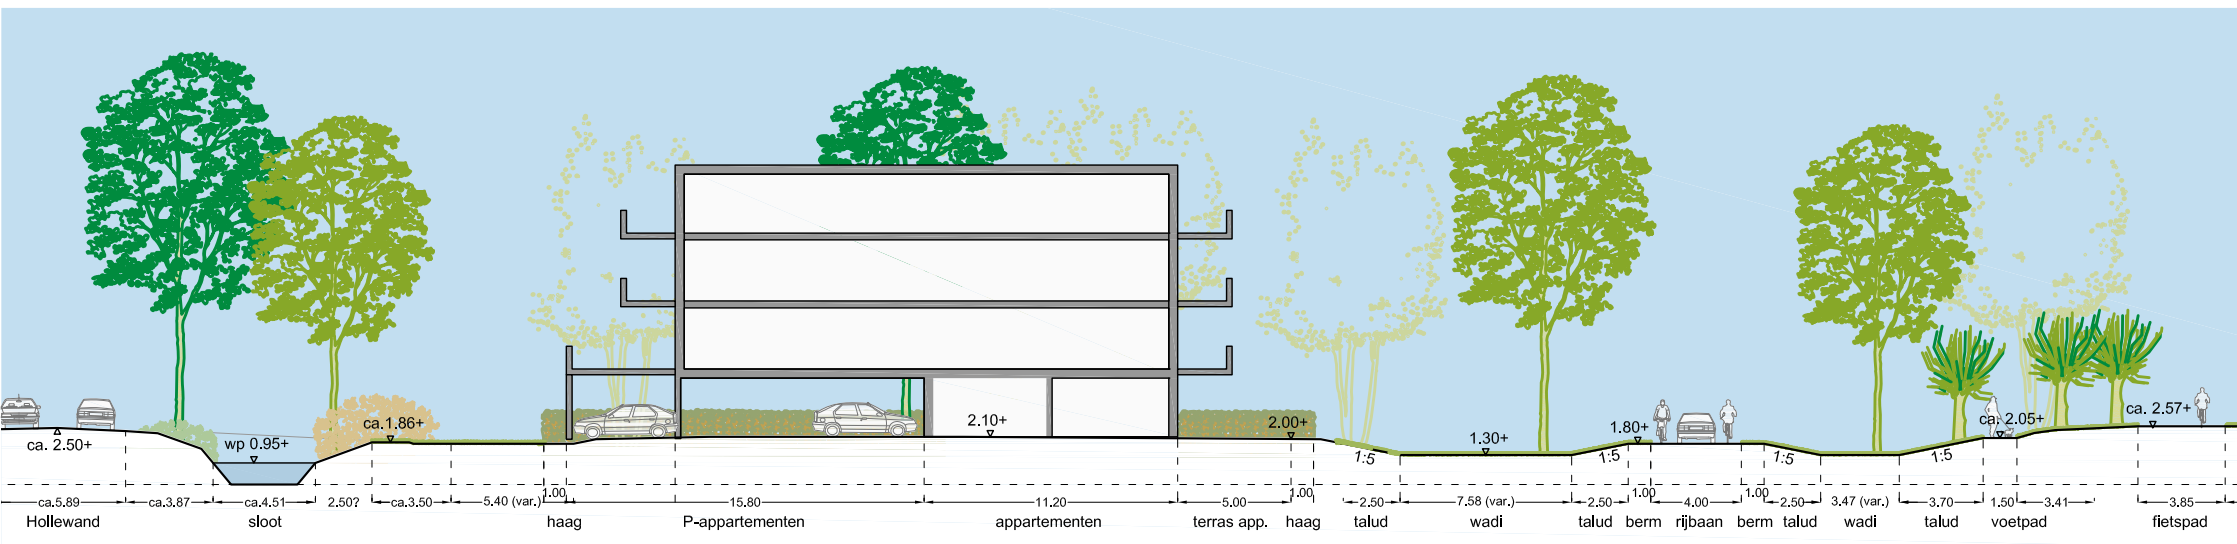 ca. 2.50+
wp 0.95+
ca.1.86+
2.10+
2.00+
1:5
1.30+
1:5
1.80+
1:5
1:5
ca. 2.05+
ca. 2.57+
ca.5.89 ca.3.87 ca.4.51 2.50? ca.3.50 5.40 (var.) 1.00 15.80 11.20 5.00 1.00 2.50 7.58 (var.) 2.50 1.00 4.00 1.00 2.50 3.47 (var.) 3.70 1.50 3.41 3.85
Hollewand sloot haag P-appartementen appartementen terras app. haag talud wadi talud berm rijbaan berm talud wadi talud voetpad fietspad